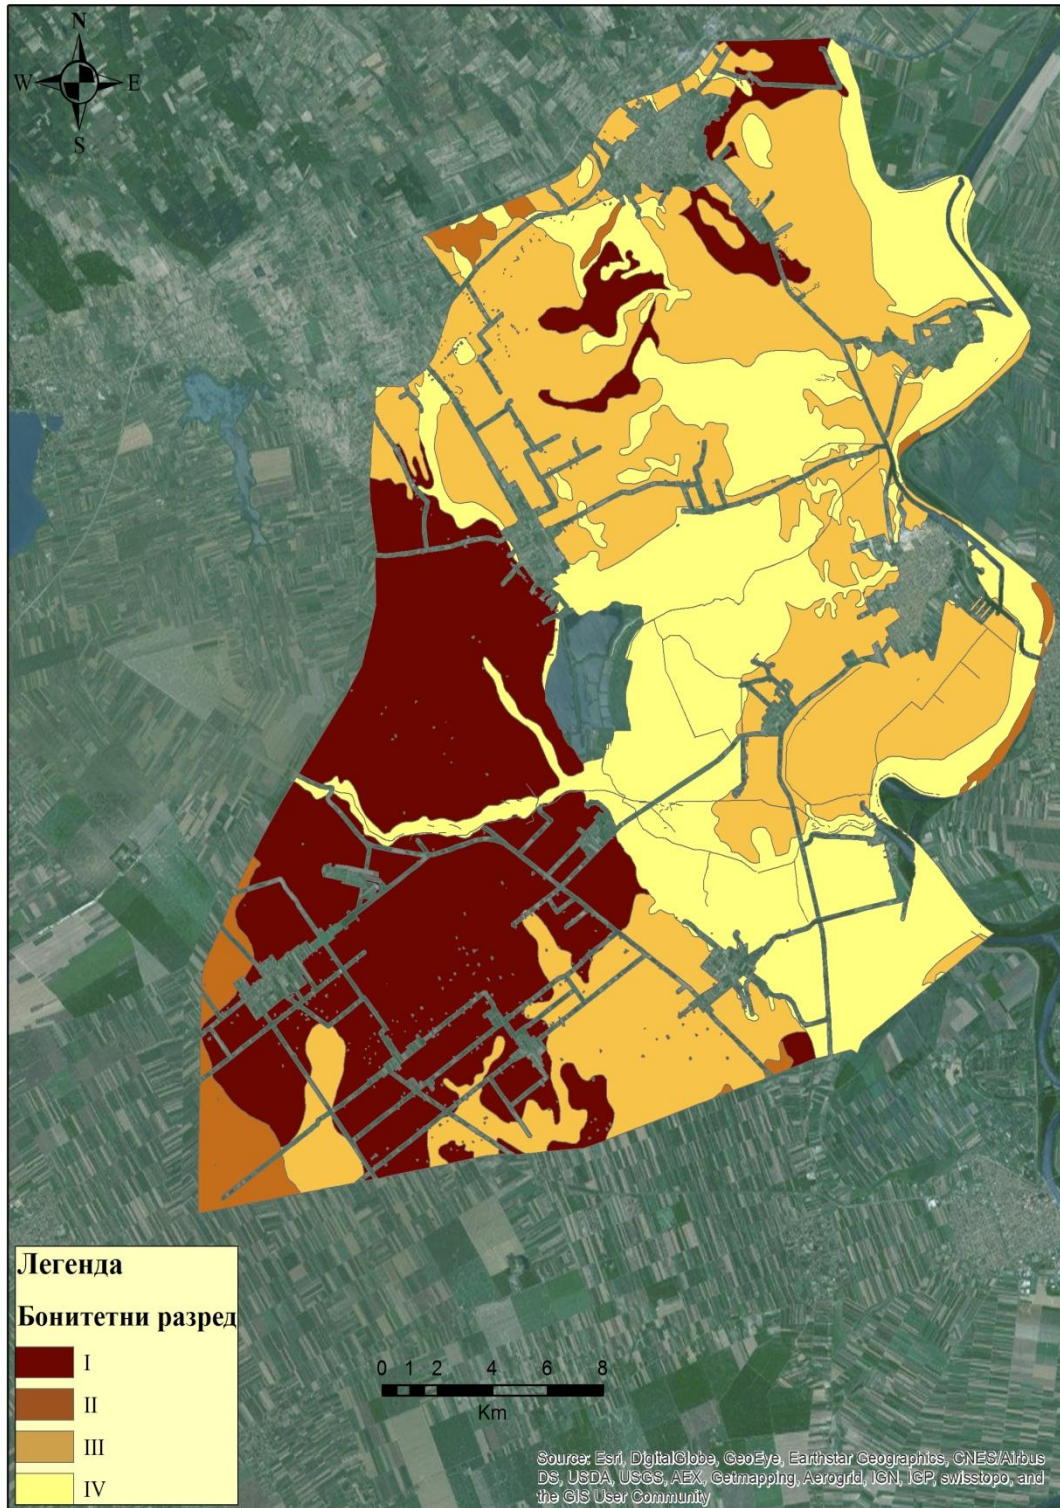 N
W E
S
Легенда
Бонитетни разред
I
II
III
IV
0 1 2 4 6 8
Km
Source: Esri, DigitalGlobe, GeoEye, Earthstar Geographics, CNES/Airbus
DS, USDA, USGS, AEX, Getmapping, Aerogrid, IGN, IGP, swisstopo, and
the GIS User Community